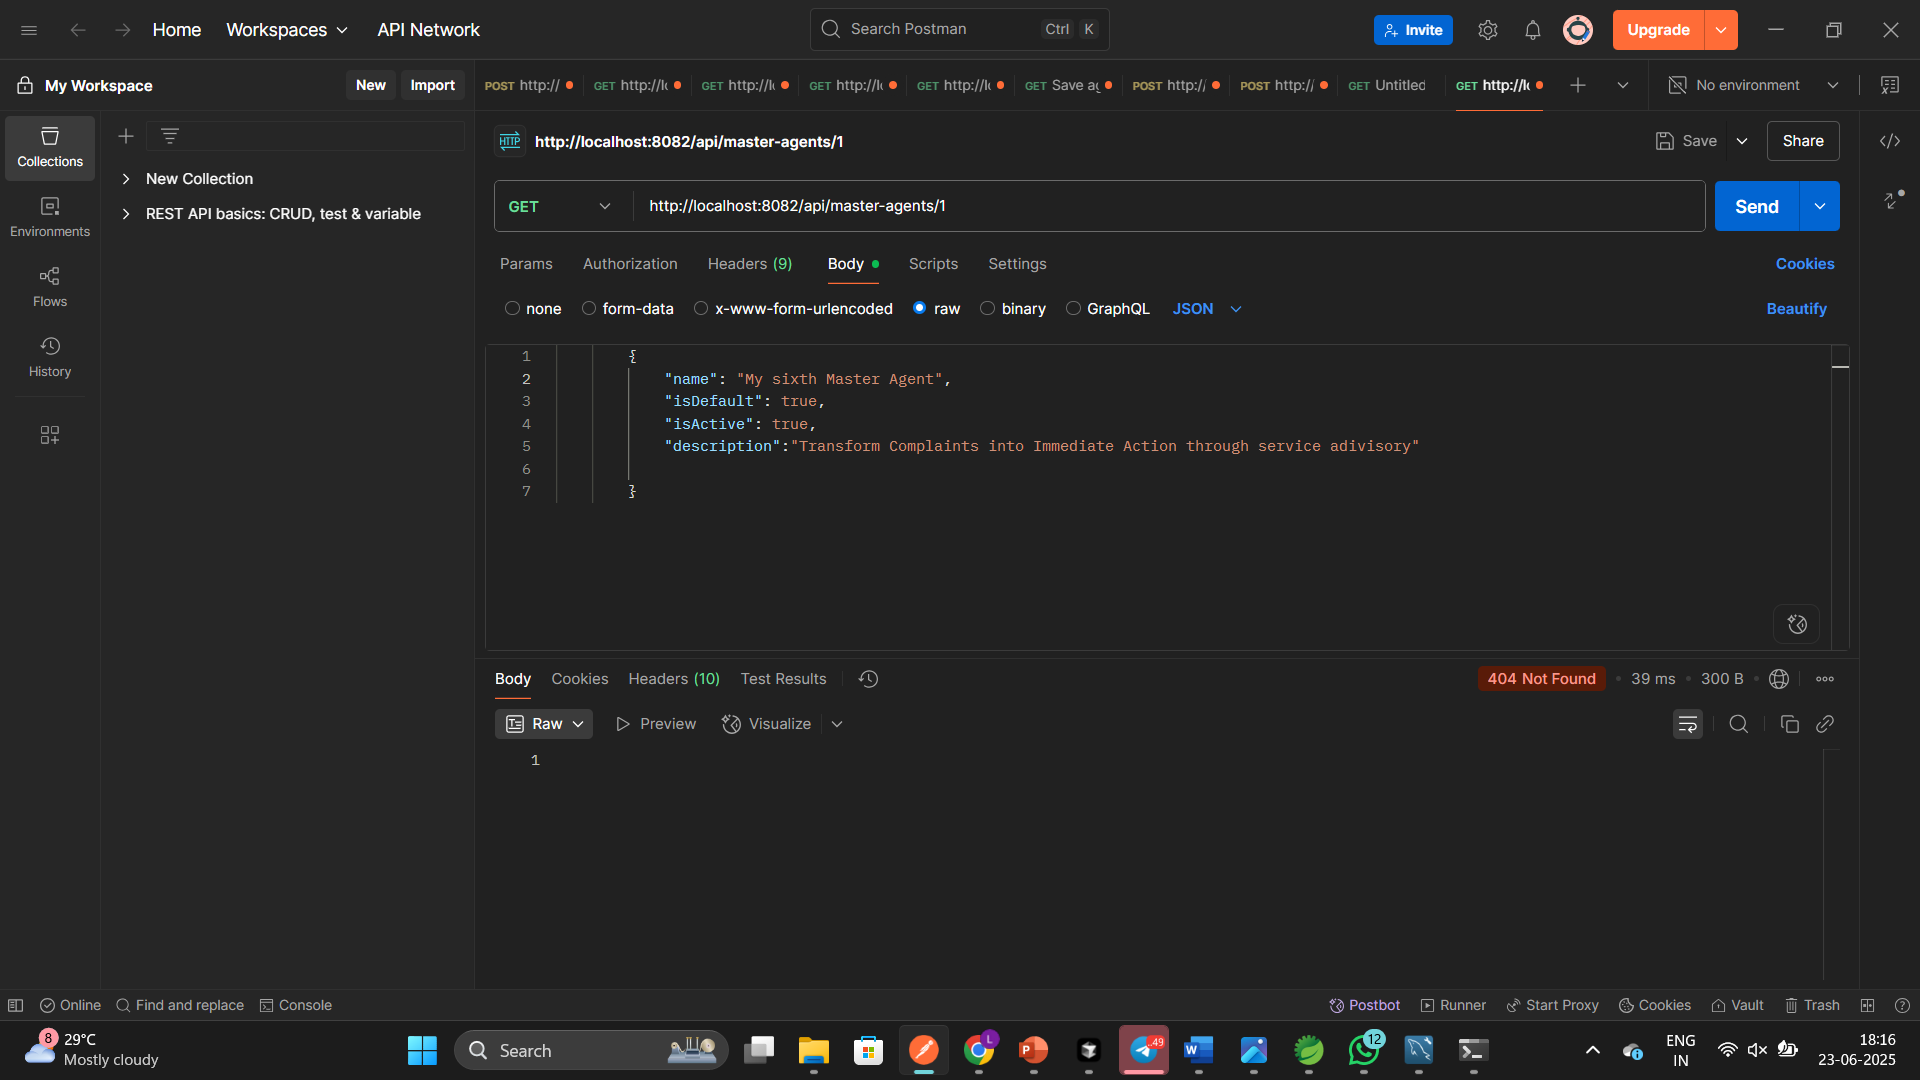 Home Workspaces API Network Search Postman Ctrl K Invite Upgrade
My Workspace New Import POST http:/ GET http://l GET http://l GET http://l GET http://l GET Save a POST http:/ POST http:/ GET Untitled GET http://l No environment
Collections
Environments
Flows
History
New Collection
REST API basics: CRUD, test & variable
HTTP http://localhost:8082/api/master-agents/1 Save Share
GET http://localhost:8082/api/master-agents/1 Send
Params Authorization Headers (9) Body Scripts Settings Cookies
none form-data x-www-form-urlencoded raw binary GraphQL JSON Beautify
1 {
2 "name": "My sixth Master Agent",
3 "isDefault": true,
4 "isActive": true,
5 "description":"Transform Complaints into Immediate Action through service adivisory"
6
7 }
Body Cookies Headers (10) Test Results 404 Not Found • 39 ms • 300 B
Raw Preview Visualize
1
Online Find and replace Console Postbot Runner Start Proxy Cookies Vault Trash
8 29°C
Mostly cloudy
Search
L
49
12
ENG
IN
18:16
23-06-2025